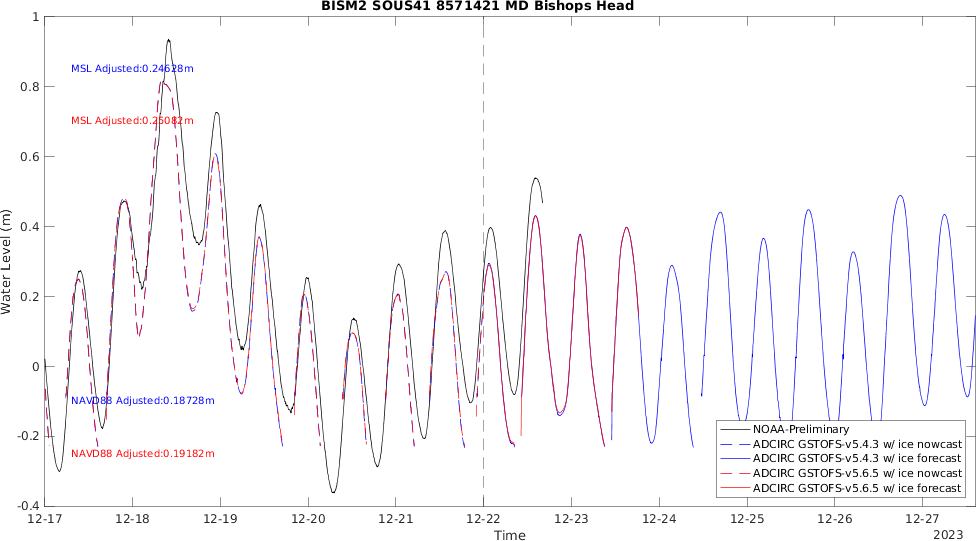 BISM2 SOUS41 8571421 MD Bishops Head
1
MSL Adjusted:0.24628m
0.8
MSL Adjusted:0.25082m
0.6
0.4
Water Level (m)
0.2
0
NAVD88 Adjusted:0.18728m
-0.2
NAVD88 Adjusted:0.19182m
-0.4
NOAA-Preliminary
ADCIRC GSTOFS-v5.4.3 w/ ice nowcast
ADCIRC GSTOFS-v5.4.3 w/ ice forecast
ADCIRC GSTOFS-v5.6.5 w/ ice nowcast
ADCIRC GSTOFS-v5.6.5 w/ ice forecast
12-17 12-18 12-19 12-20 12-21 12-22 12-23 12-24 12-25 12-26 12-27
Time
2023